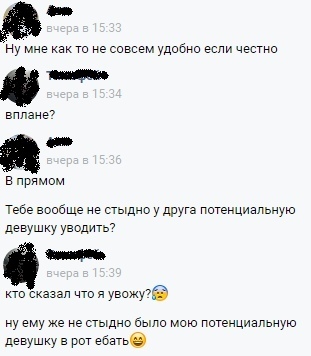 вчера в 15:33
Ну мне как то не совсем удобно если честно
вчера в 15:34
вплане?
вчера в 15:36
В прямом
Тебе вообще не стыдно у друга потенциальную
девушку уводить?
вчера в 15:39
кто сказал что я увожу?😰
ну ему же не стыдно было мою потенциальную
девушку в рот ебать😄